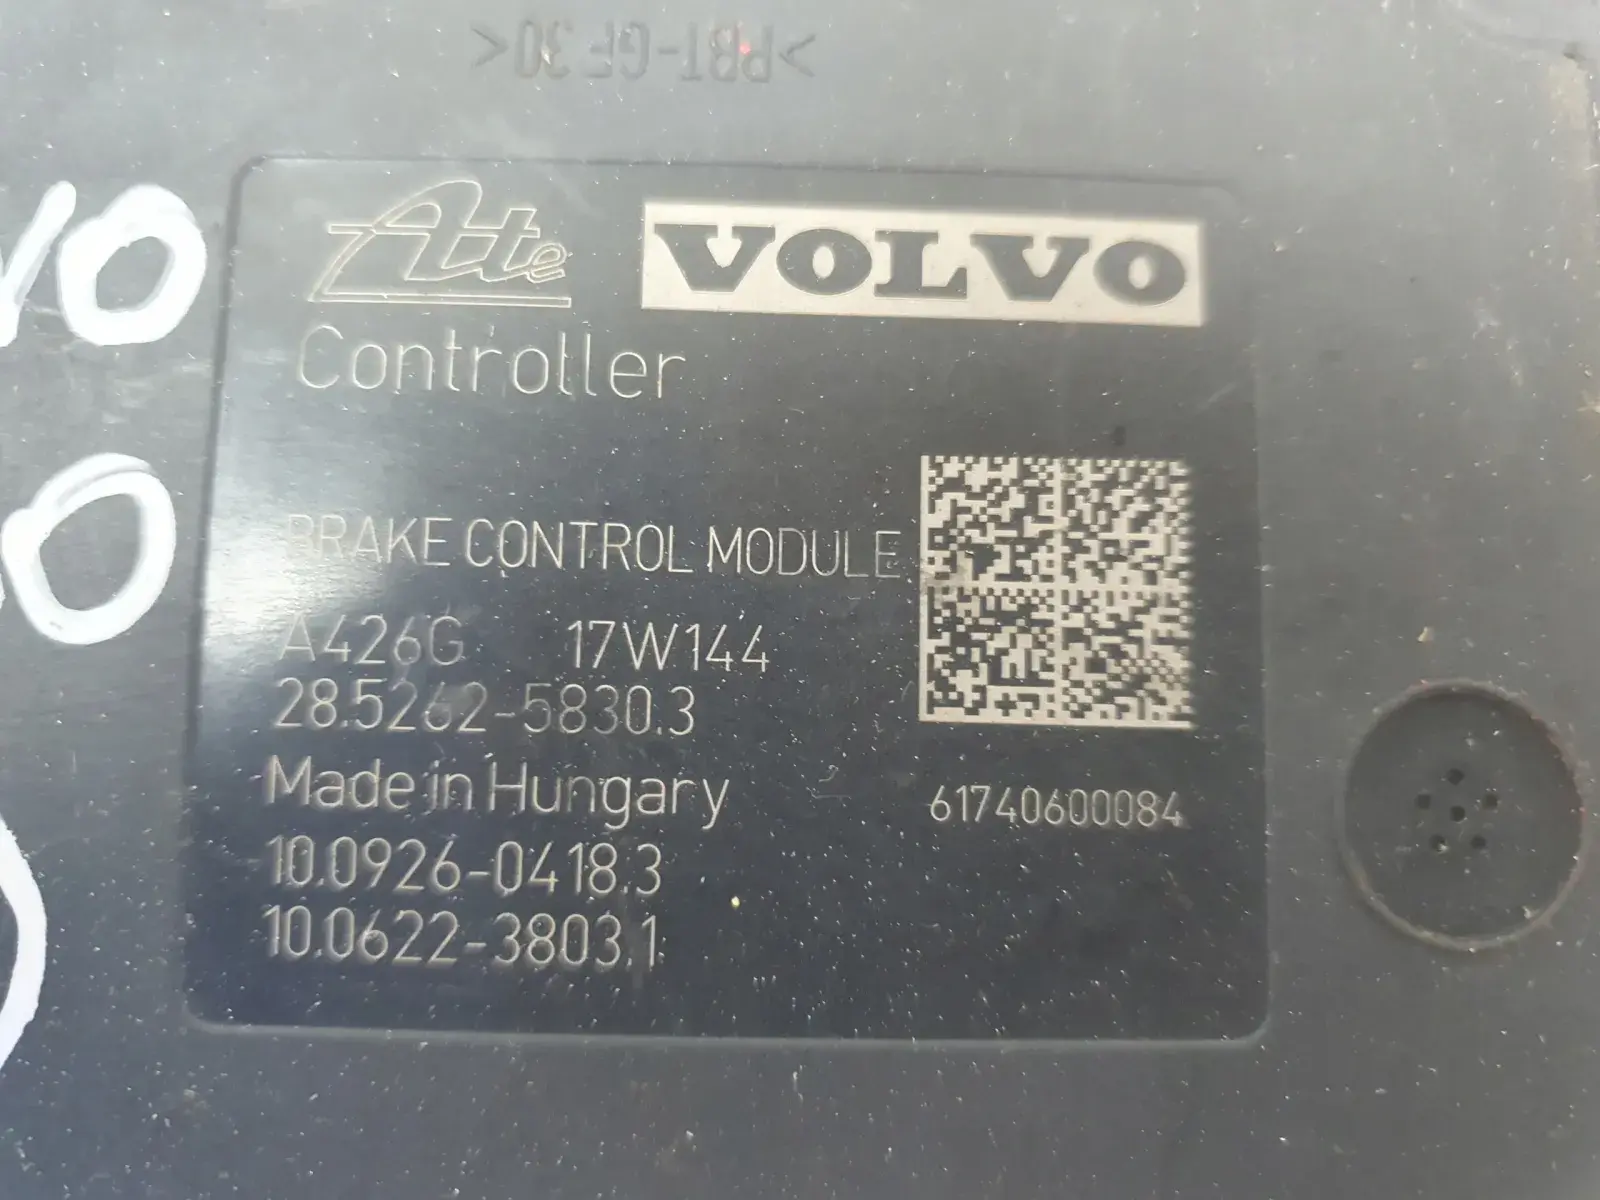 >PBT-GF30<
Ate VOLVO
Controller
BRAKE CONTROL MODULE
A426G 17W144
28.5262-5830.3
Made in Hungary
61740600084
10.0926-0418.3
10.0622-3803.1